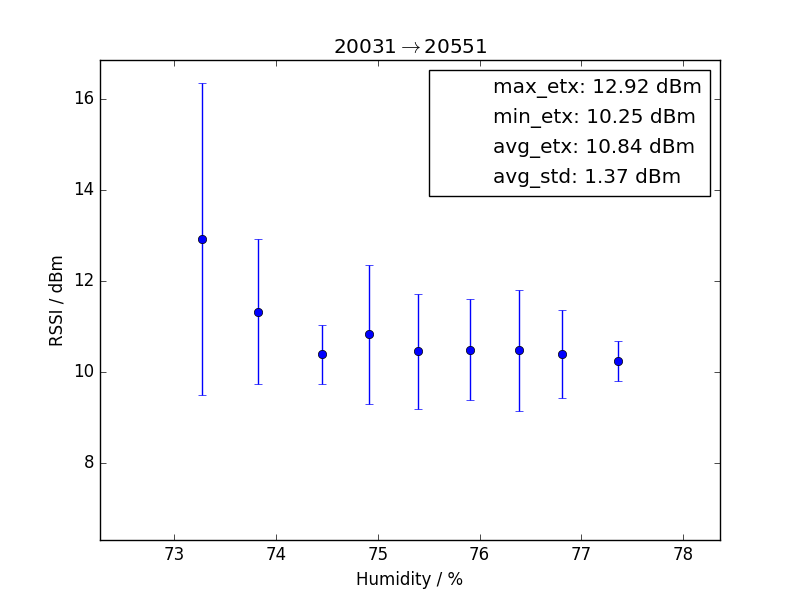 20031→20551
max_etx: 12.92 dBm
min_etx: 10.25 dBm
avg_etx: 10.84 dBm
avg_std: 1.37 dBm
16
14
12
10
8
RSSI / dBm
73 74 75 76 77 78
Humidity / %